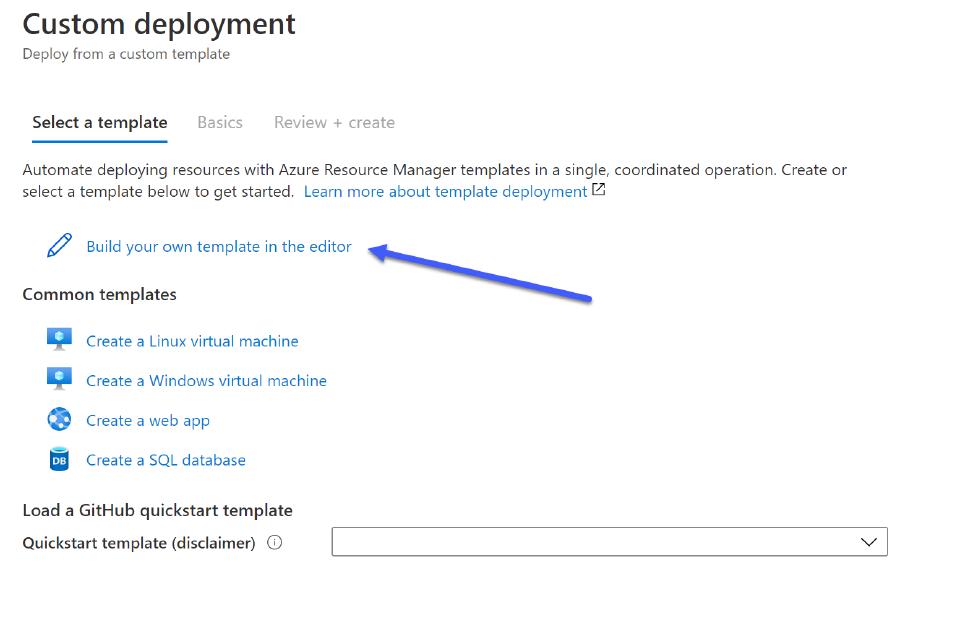 Custom deployment
Deploy from a custom template
Select a template Basics Review + create
Automate deploying resources with Azure Resource Manager templates in a single, coordinated operation. Create or
select a template below to get started. Learn more about template deployment
Build your own template in the editor
Common templates
Create a Linux virtual machine
Create a Windows virtual machine
Create a web app
DB Create a SQL database
Load a GitHub quickstart template
Quickstart template (disclaimer)